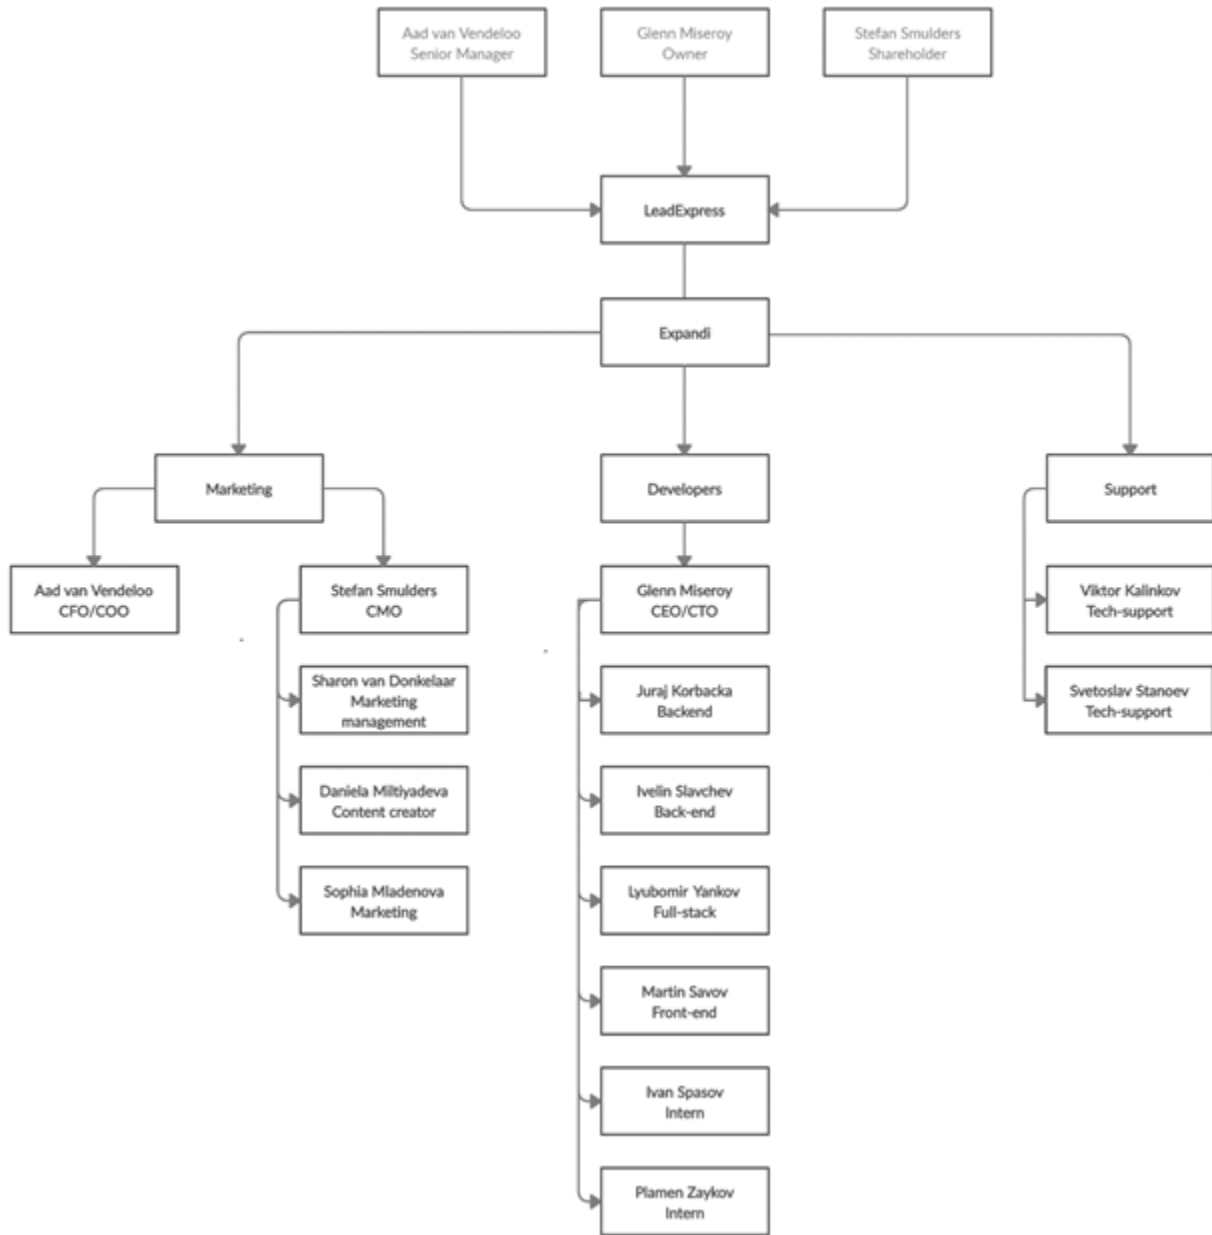 Aad van Vendeloo
Senior Manager
Glenn Miseroy
Owner
Stefan Smulders
Shareholder
LeadExpress
Expandi
Marketing
Developers
Support
Aad van Vendeloo
CFO/COO
Stefan Smulders
CMO
Glenn Miseroy
CEO/CTO
Viktor Kalinkov
Tech-support
Sharon van Donkelaar
Marketing
management
Juraj Korbacka
Backend
Svetoslav Stanoev
Tech-support
Daniela Miltiyadeva
Content creator
Ivelin Slavchev
Back-end
Sophia Mladenova
Marketing
Lyubomir Yankov
Full-stack
Martin Savov
Front-end
Ivan Spasov
Intern
Plamen Zaykov
Intern